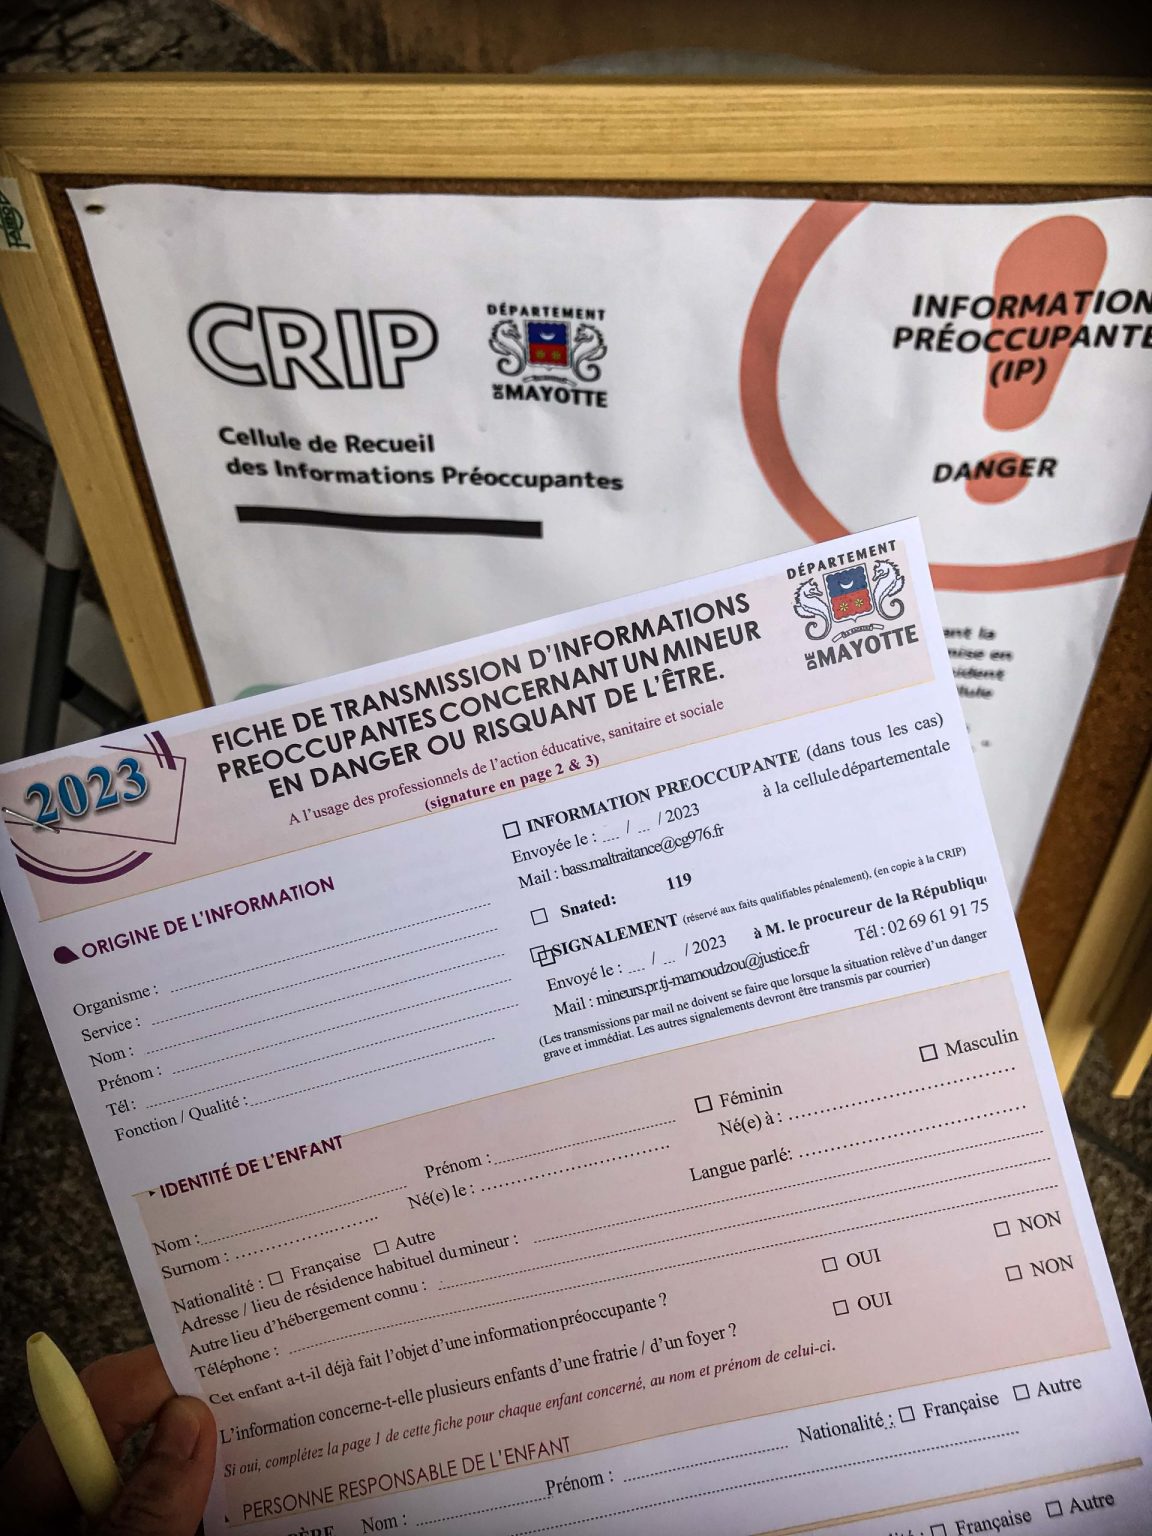 CRIP
DÉPARTEMENT
DE MAYOTTE
Cellule de Recueil
des Informations Préoccupantes
INFORMATION
PRÉOCCUPANTE
(IP)
DANGER
ant la
mise en
sident
lule
2023
FICHE DE TRANSMISSION D'INFORMATIONS
PREOCCUPANTES CONCERNANT UN MINEUR
EN DANGER OU RISQUANT DE L'ÊTRE.
A l'usage des professionnels de l'action éducative, sanitaire et sociale
(signature en page 2 & 3)
DÉPARTEMENT
DE MAYOTTE
ORIGINE DE L'INFORMATION
Organisme :
Service :
Nom :
Prénom :
Tél :
Fonction / Qualité :
☐ INFORMATION PREOCCUPANTE (dans tous les cas)
Envoyée le : .... / ... / 2023 à la cellule départementale
Mail : bass.maltraitance@cg976.fr
☐ Snated: 119
☐ SIGNALEMENT (réservé aux faits qualifiables pénalement), (en copie à la CRIP)
Envoyé le : .... / ... / 2023 à M. le procureur de la Républiqu
Mail : mineurs.pr.tj-mamoudzou@justice.fr Tél : 02 69 61 91 75
(Les transmissions par mail ne doivent se faire que lorsque la situation relève d'un danger
grave et immédiat. Les autres signalements devront être transmis par courrier)
IDENTITÉ DE L'ENFANT
☐ Féminin ☐ Masculin
Nom : Prénom : Né(e) à :
Surnom : Né(e) le : Langue parlé:
Nationalité : ☐ Française ☐ Autre
Adresse / lieu de résidence habituel du mineur :
Autre lieu d'hébergement connu :
Téléphone :
Cet enfant a-t-il déjà fait l'objet d'une information préoccupante ? ☐ OUI ☐ NON
L'information concerne-t-elle plusieurs enfants d'une fratrie / d'un foyer ? ☐ OUI ☐ NON
Si oui, complétez la page 1 de cette fiche pour chaque enfant concerné, au nom et prénom de celui-ci.
PERSONNE RESPONSABLE DE L'ENFANT
Nom : Prénom : Nationalité : ☐ Française ☐ Autre
☐ Française ☐ Autre